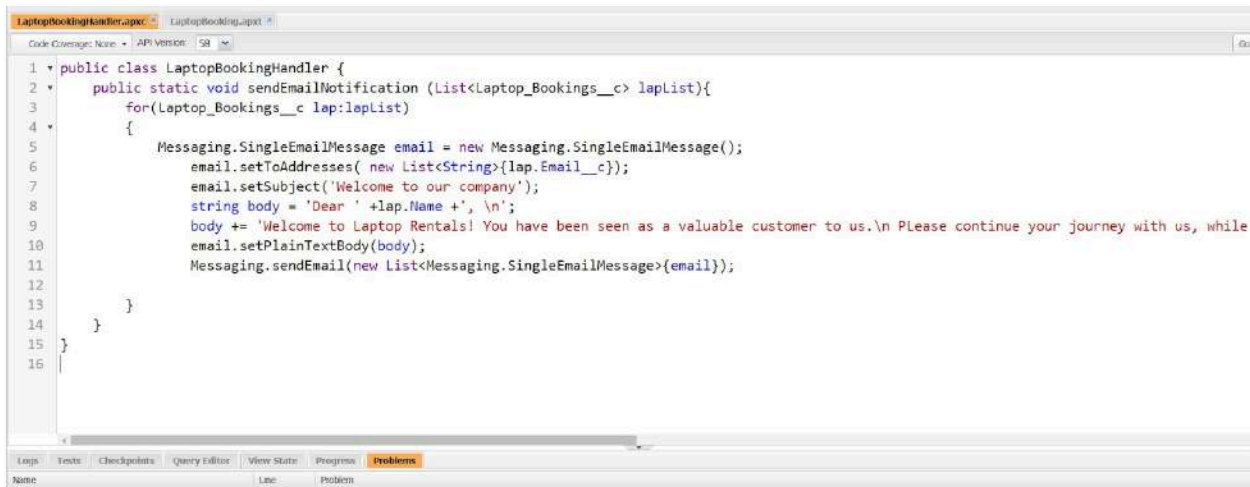 LaptopBookingHandler.apxc LaptopBooking.apxt
Code Coverage: None API Version: 58 Go
1 public class LaptopBookingHandler {
2 public static void sendEmailNotification (List<Laptop_Bookings__c> lapList){
3 for(Laptop_Bookings__c lap:lapList)
4 {
5 Messaging.SingleEmailMessage email = new Messaging.SingleEmailMessage();
6 email.setToAddresses( new List<String>{lap.Email__c});
7 email.setSubject('Welcome to our company');
8 string body = 'Dear ' +lap.Name +', \n';
9 body += 'Welcome to Laptop Rentals! You have been seen as a valuable customer to us.\n PLease continue your journey with us, while
10 email.setPlainTextBody(body);
11 Messaging.sendEmail(new List<Messaging.SingleEmailMessage>{email});
12
13 }
14 }
15 }
16
Logs Tests Checkpoints Query Editor View State Progress Problems
Name Line Problem